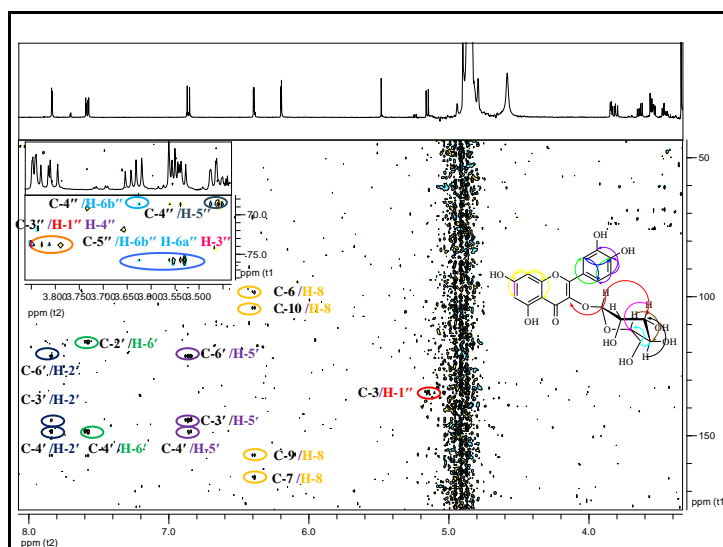 50
100
150
ppm (t1
8.0
7.0
6.0
5.0
4.0
ppm (t2)
C-4′′ /H-6b′′
C-4′′ /H-5′′
C-3′′ /H-1′′ H-4′′
C-5′′ /H-6b′′ H-6a′′ H-3′′
70.0
75.0
ppm (t1
3.800
3.750
3.700
3.650
3.600
3.550
3.500
ppm (t2)
C-6 /H-8
C-10 /H-8
C-2′ /H-6′
C-6′/H-2′
C-6′ /H-5′
C-3/H-1′′
C-3′ /H-2′
C-3′ /H-5′
C-4′ /H-2′
C-4′ /H-6′
C-4′ /H-5′
C-9 /H-8
C-7 /H-8
OH
OH
HO
O
O
OH
O
H
H
H
H
O
HO
OH
OH
HO
H